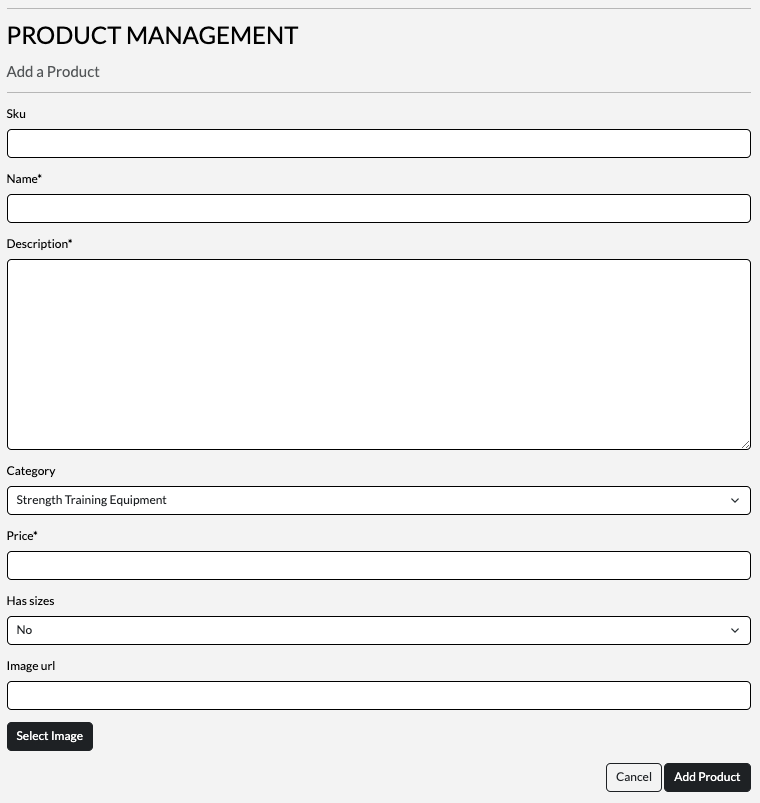 PRODUCT MANAGEMENT
Add a Product
Sku
Name*
Description*
Category
Strength Training Equipment
Price*
Has sizes
No
Image url
Select Image
Cancel Add Product